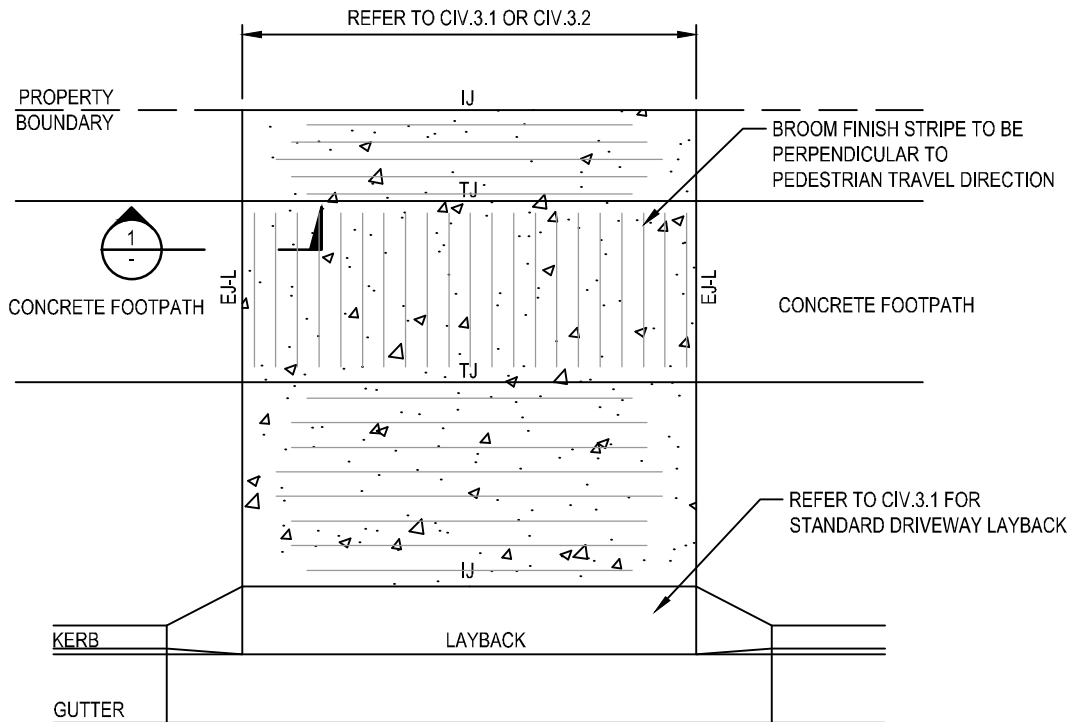 REFER TO CIV.3.1 OR CIV.3.2
PROPERTY
BOUNDARY
IJ
BROOM FINISH STRIPE TO BE
PERPENDICULAR TO
PEDESTRIAN TRAVEL DIRECTION
TJ
1
-
EJ-L
EJ-L
CONCRETE FOOTPATH
CONCRETE FOOTPATH
TJ
REFER TO CIV.3.1 FOR
STANDARD DRIVEWAY LAYBACK
IJ
KERB
LAYBACK
GUTTER